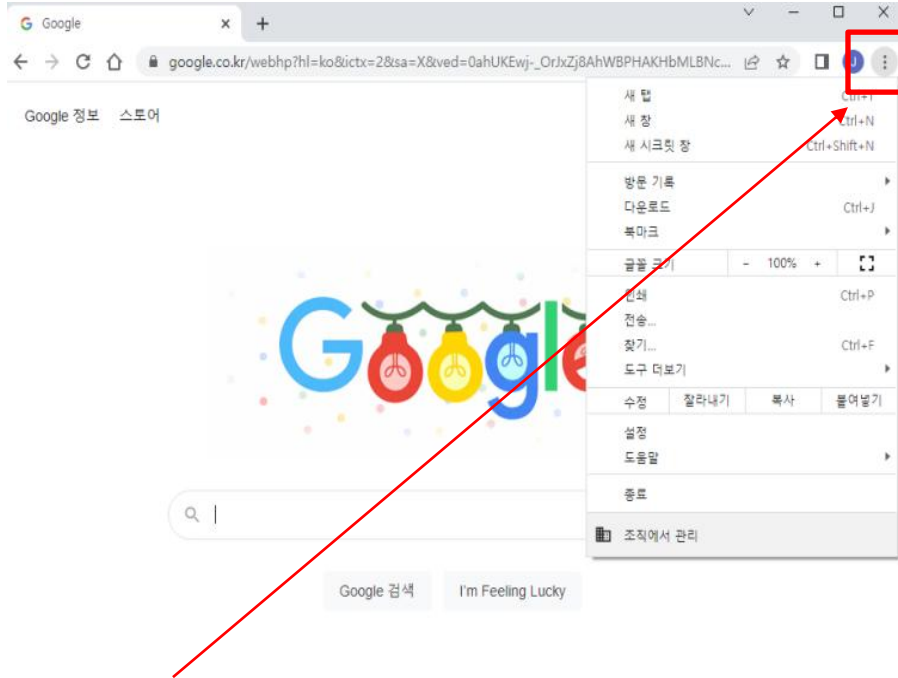 Google
google.co.kr/webhp?hl=ko&ictx=2&sa=X&ved=0ahUKEwj-_OrJxZj8AhWBPHAKHbMLBNc...
J
Google 정보 스토어
새 탭 Ctrl+T
새 창 Ctrl+N
새 시크릿 창 Ctrl+Shift+N
방문 기록
다운로드 Ctrl+J
북마크
글꼴 크기 - 100% +
인쇄 Ctrl+P
전송...
찾기... Ctrl+F
도구 더보기
수정 잘라내기 복사 붙여넣기
설정
도움말
종료
조직에서 관리
Google
Google 검색 I'm Feeling Lucky